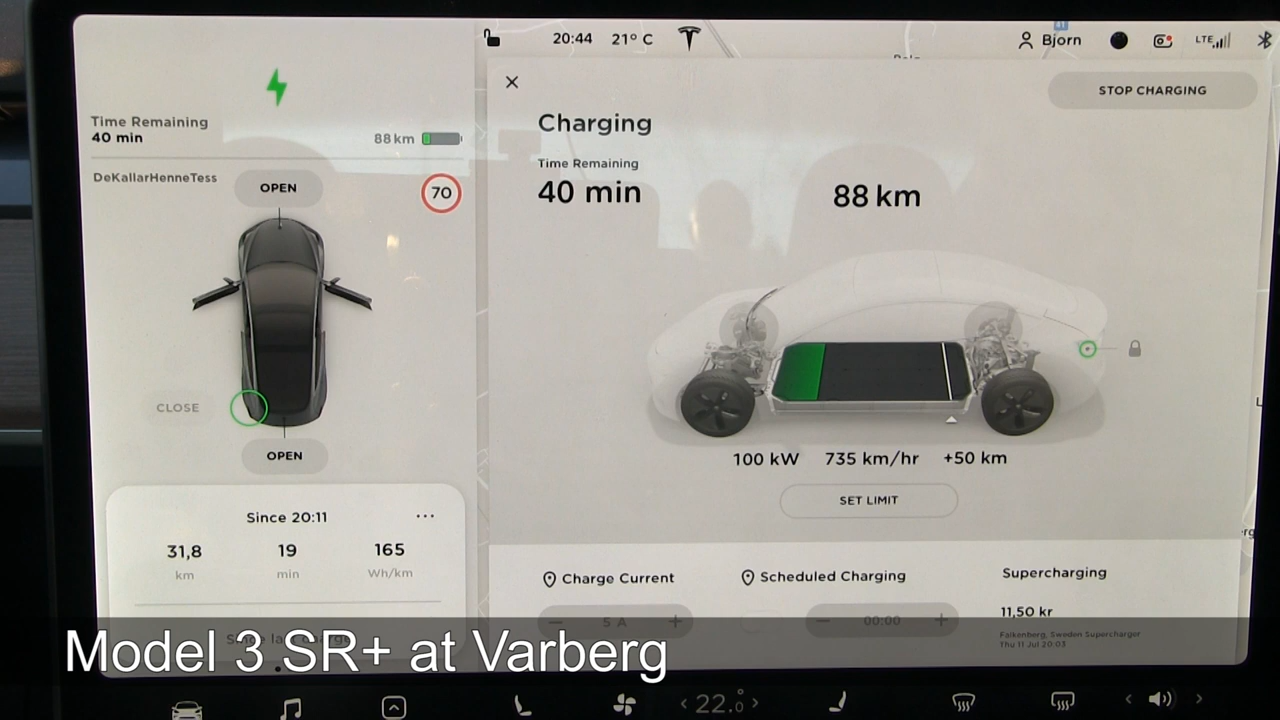 20:44 21° C Bjorn LTE
STOP CHARGING
Time Remaining
40 min
88 km
DeKallarHenneTess
OPEN
70
CLOSE
OPEN
Since 20:11
31,8 19 165
km min Wh/km
Charging
Time Remaining
40 min 88 km
100 kW 735 km/hr +50 km
SET LIMIT
Charge Current Scheduled Charging Supercharging
5 A 00:00
11,50 kr
Falkenberg, Sweden Supercharger
Thu 11 Jul 20:03
Model 3 SR+ at Varberg
22.0